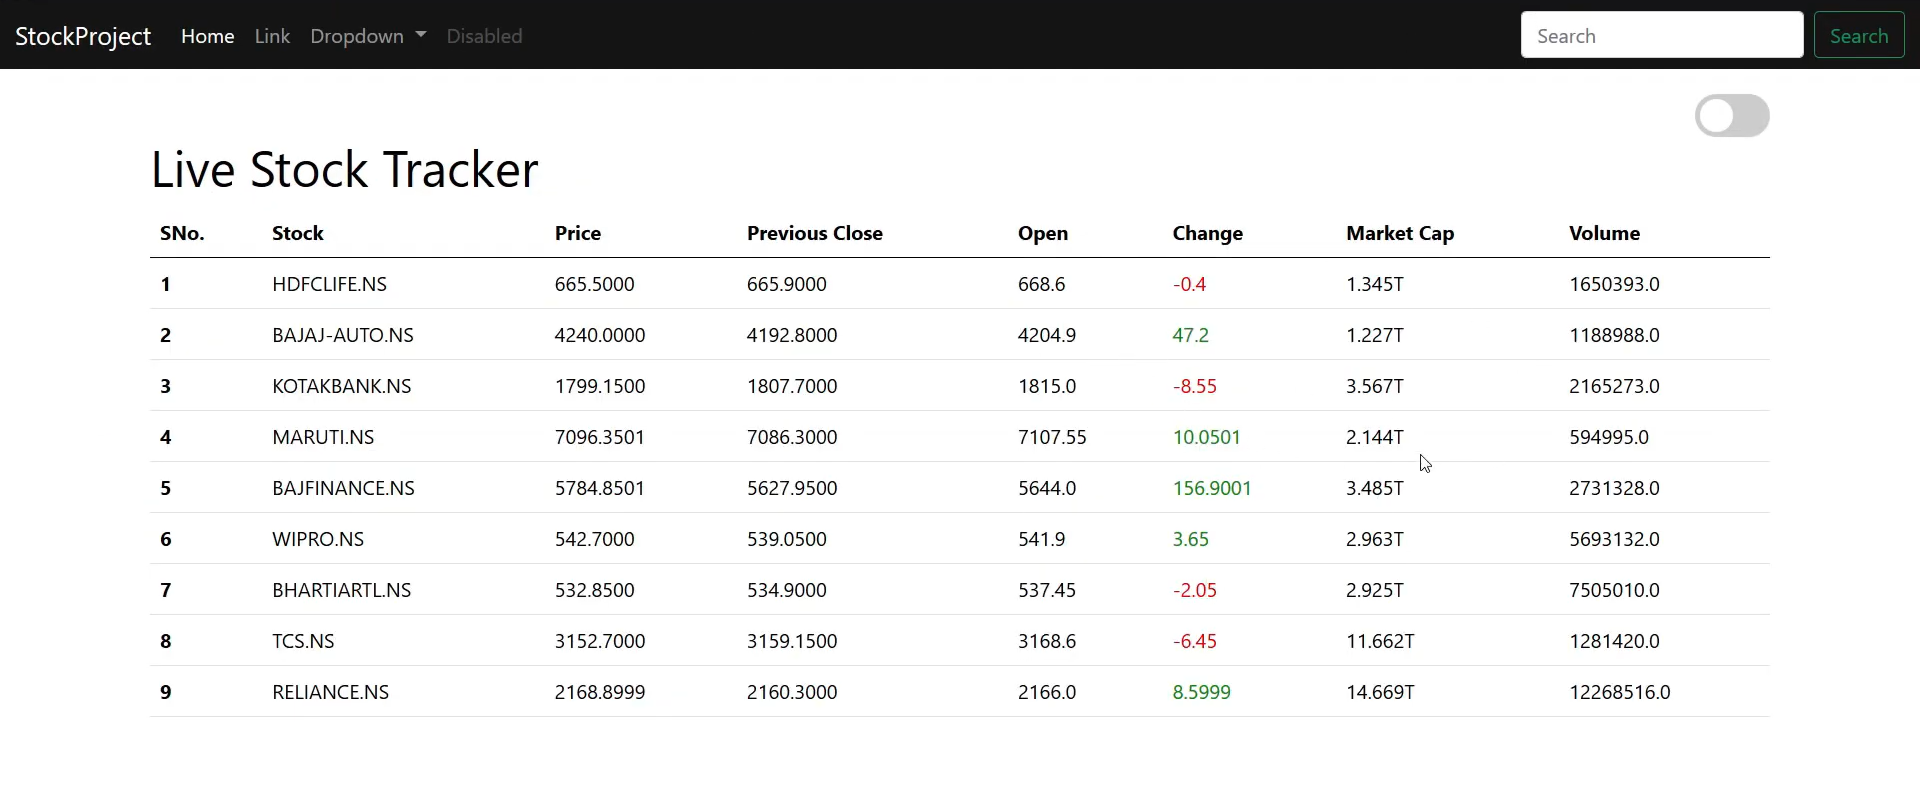 StockProject Home Link Dropdown Disabled Search Search
Live Stock Tracker
SNo. Stock Price Previous Close Open Change Market Cap Volume
1 HDFCLIFE.NS 665.5000 665.9000 668.6 -0.4 1.345T 1650393.0
2 BAJAJ-AUTO.NS 4240.0000 4192.8000 4204.9 47.2 1.227T 1188988.0
3 KOTAKBANK.NS 1799.1500 1807.7000 1815.0 -8.55 3.567T 2165273.0
4 MARUTI.NS 7096.3501 7086.3000 7107.55 10.0501 2.144T 594995.0
5 BAJFINANCE.NS 5784.8501 5627.9500 5644.0 156.9001 3.485T 2731328.0
6 WIPRO.NS 542.7000 539.0500 541.9 3.65 2.963T 5693132.0
7 BHARTIARTL.NS 532.8500 534.9000 537.45 -2.05 2.925T 7505010.0
8 TCS.NS 3152.7000 3159.1500 3168.6 -6.45 11.662T 1281420.0
9 RELIANCE.NS 2168.8999 2160.3000 2166.0 8.5999 14.669T 12268516.0